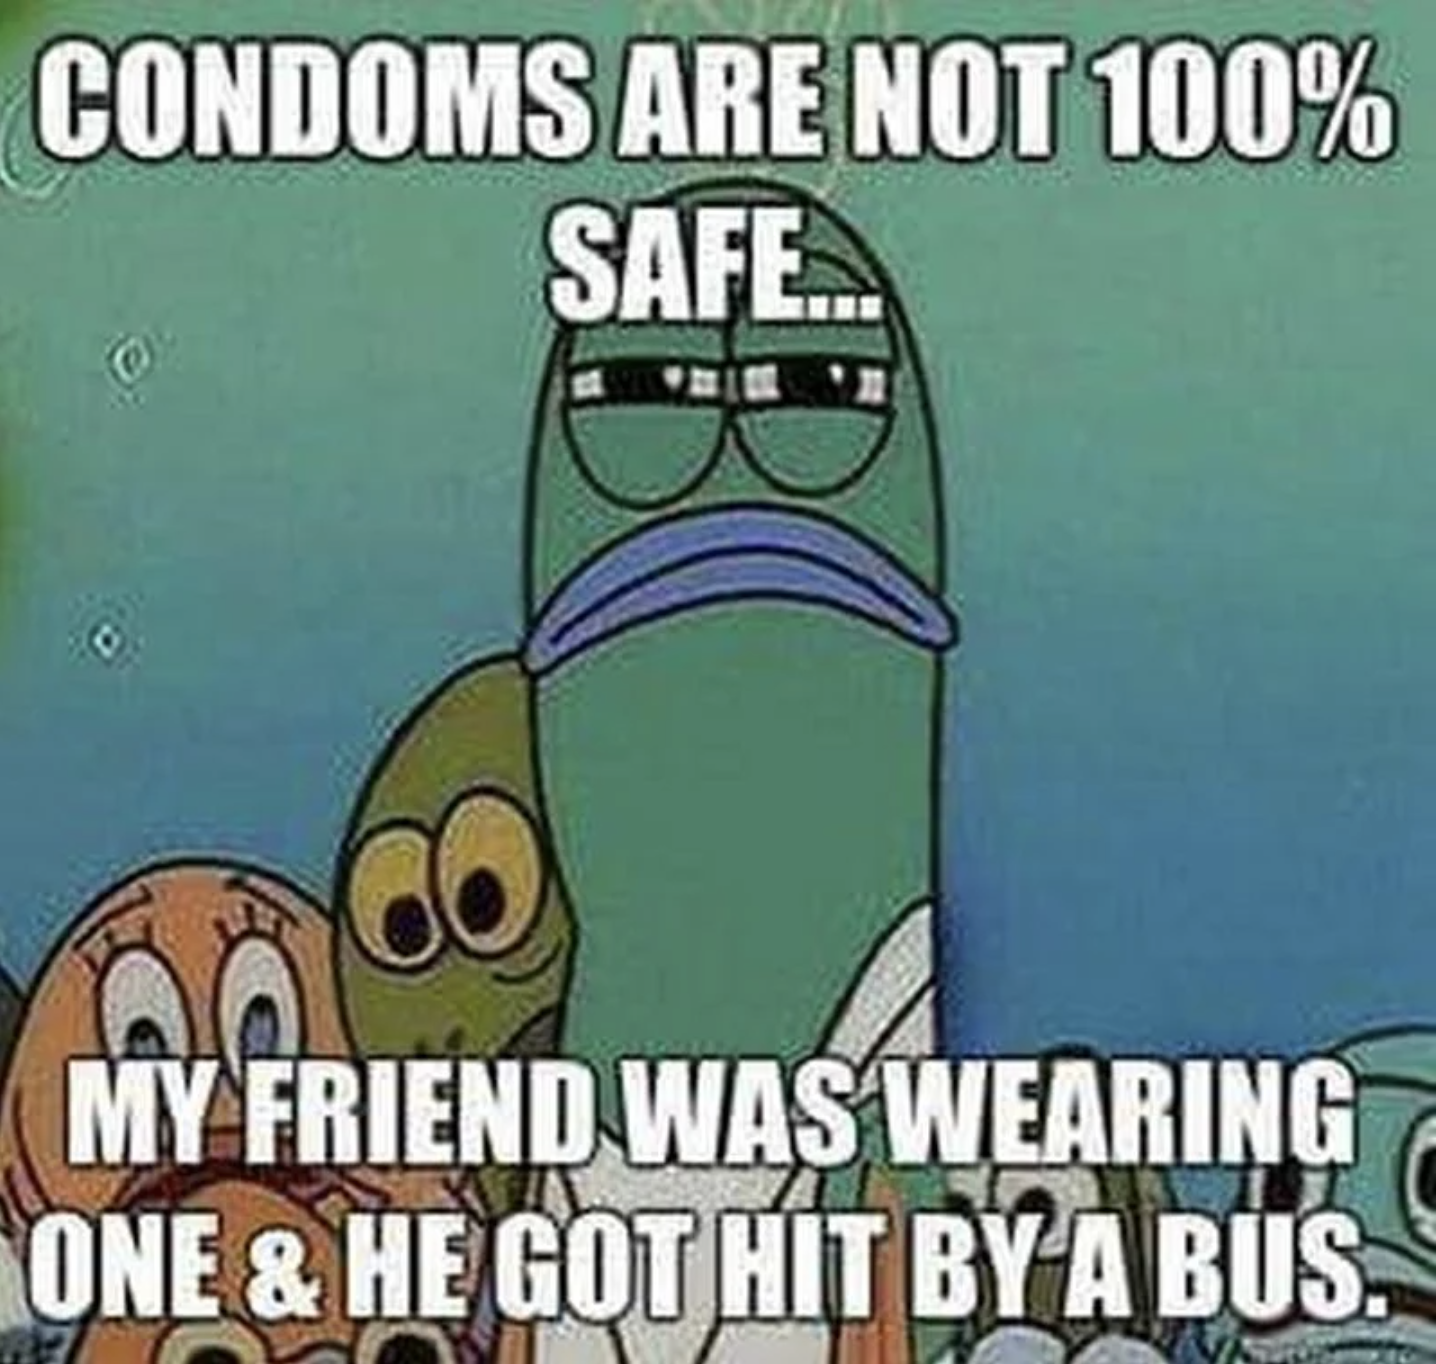 CONDOMS ARE NOT 100%
SAFE...
MY FRIEND WAS WEARING
ONE & HE GOT HIT BY A BUS.